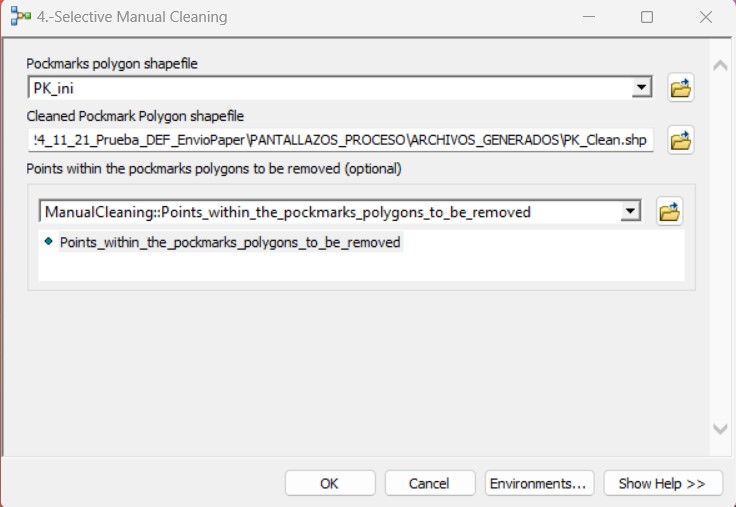 4.-Selective Manual Cleaning
Pockmarks polygon shapefile
PK_ini
Cleaned Pockmark Polygon shapefile
!4_11_21_Prueba_DEF_EnvioPaper\PANTALLAZOS_PROCESO\ARCHIVOS_GENERADOS\PK_Clean.shp
Points within the pockmarks polygons to be removed (optional)
ManualCleaning::Points_within_the_pockmarks_polygons_to_be_removed
Points_within_the_pockmarks_polygons_to_be_removed
OK
Cancel
Environments...
Show Help >>